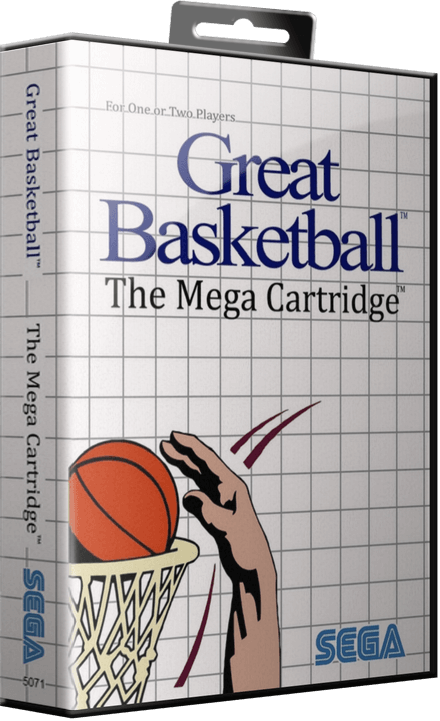 For One or Two Players
Great
Basketball™
The Mega Cartridge™
SEGA
Great Basketball™
The Mega Cartridge™
SEGA
5071